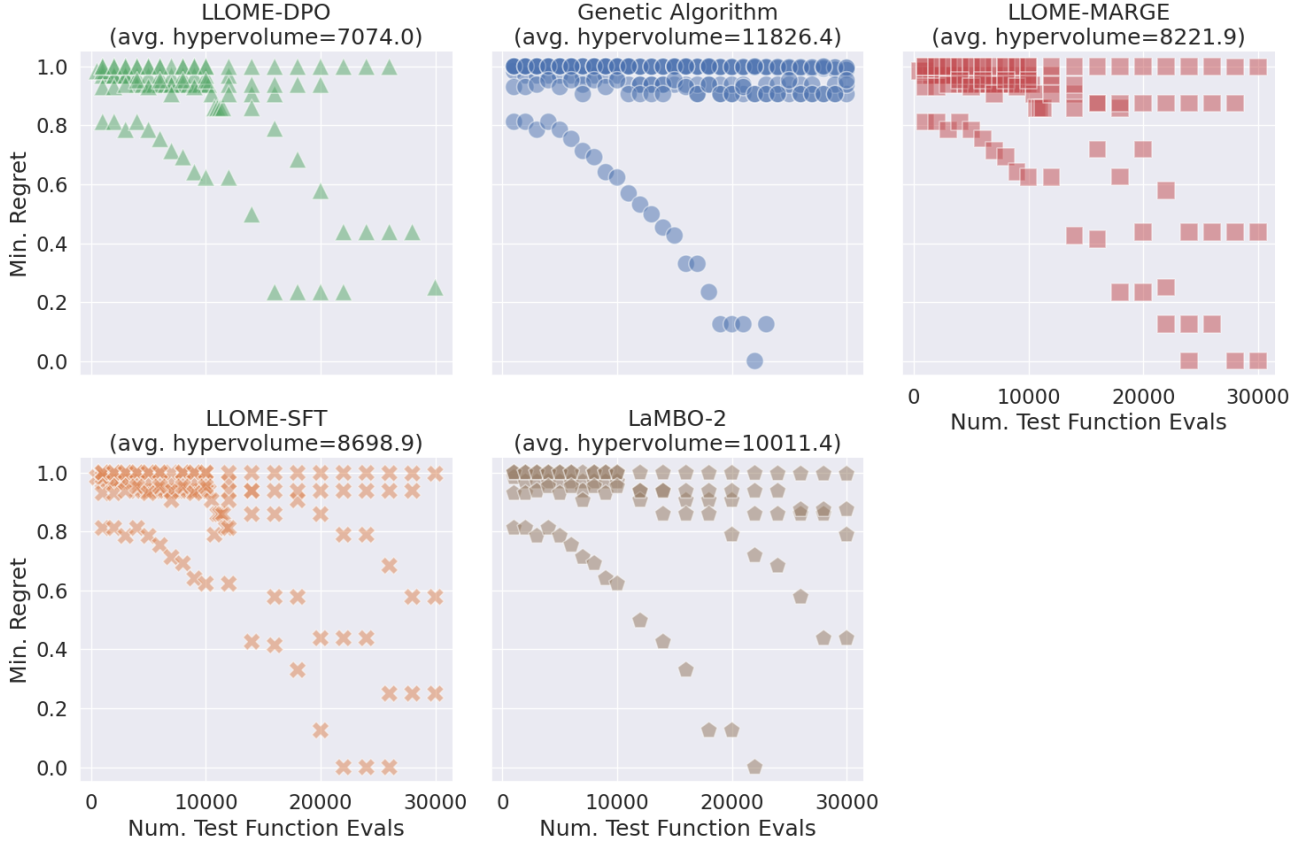 LLOME-DPO
(avg. hypervolume=7074.0)
Genetic Algorithm
(avg. hypervolume=11826.4)
LLOME-MARGE
(avg. hypervolume=8221.9)
Min. Regret
1.0
0.8
0.6
0.4
0.2
0.0
0 10000 20000 30000
Num. Test Function Evals
LLOME-SFT
(avg. hypervolume=8698.9)
LaMBO-2
(avg. hypervolume=10011.4)
Min. Regret
1.0
0.8
0.6
0.4
0.2
0.0
0 10000 20000 30000
Num. Test Function Evals
0 10000 20000 30000
Num. Test Function Evals